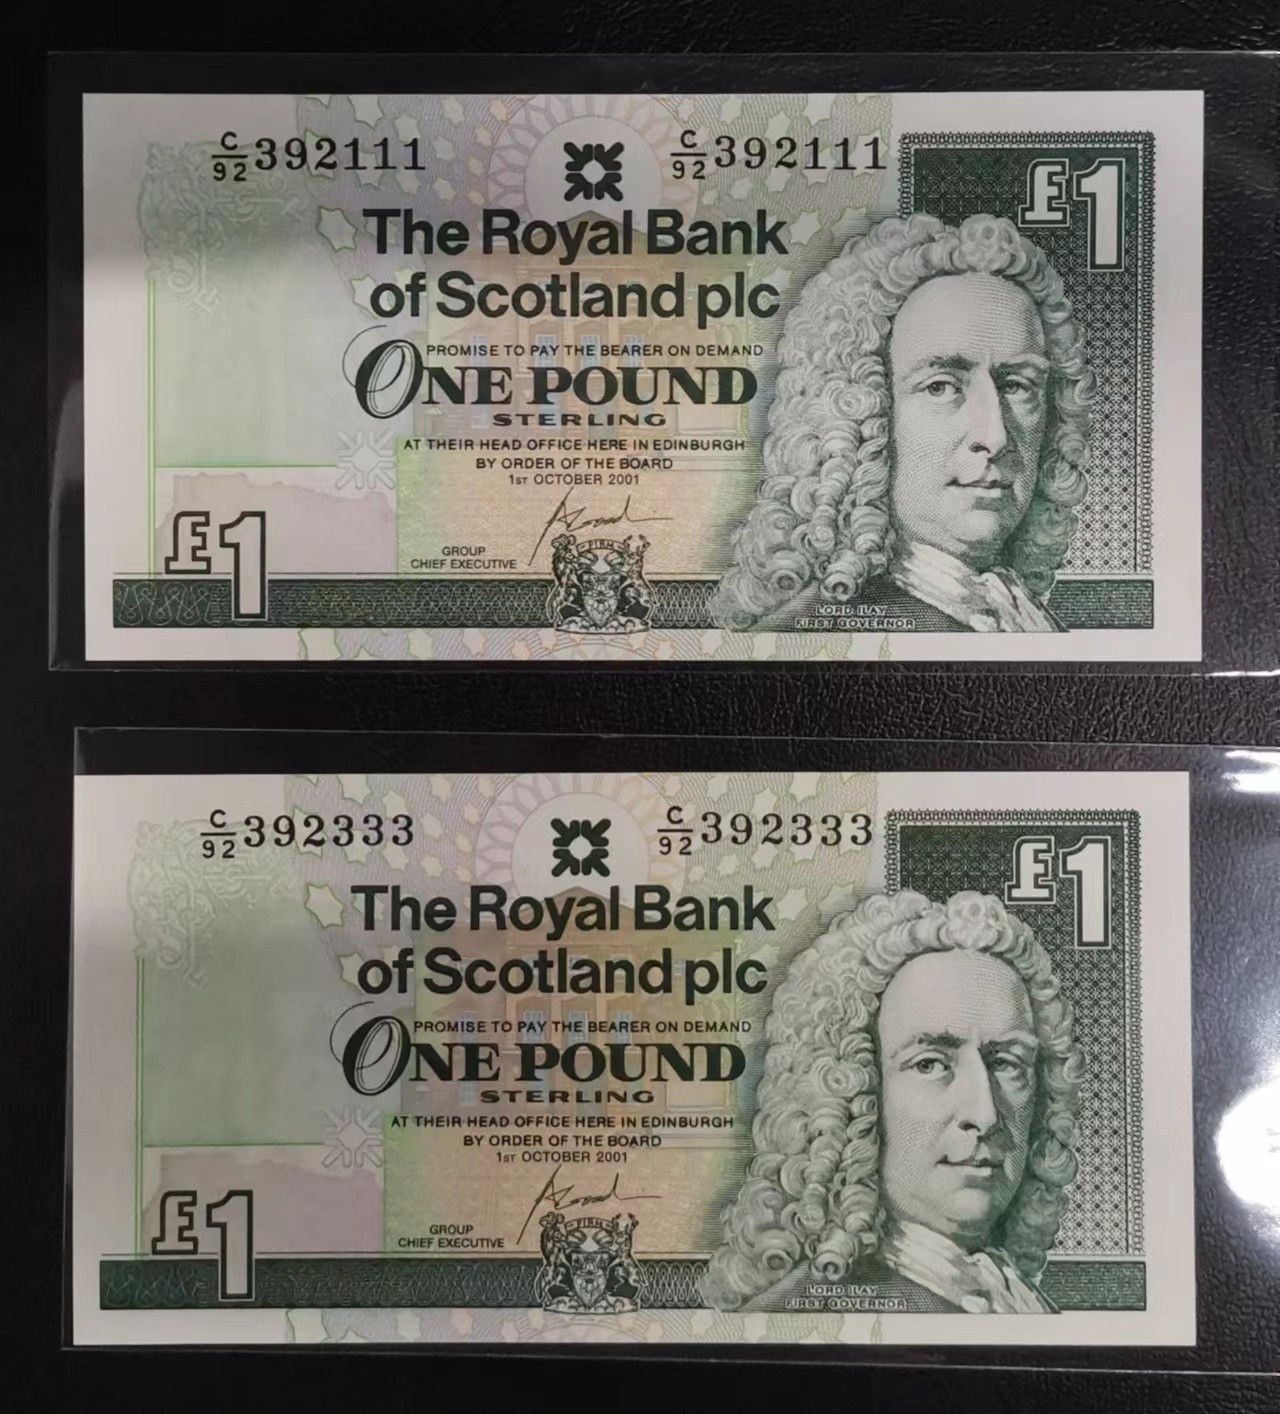 C/92 392111 C/92 392111
£1
The Royal Bank
of Scotland plc
PROMISE TO PAY THE BEARER ON DEMAND
ONE POUND
STERLING
AT THEIR HEAD OFFICE HERE IN EDINBURGH
BY ORDER OF THE BOARD
1ST OCTOBER 2001
GROUP
CHIEF EXECUTIVE
FIRM
£1
LORD ILAY
FIRST GOVERNOR
C/92 392333 C/92 392333
£1
The Royal Bank
of Scotland plc
PROMISE TO PAY THE BEARER ON DEMAND
ONE POUND
STERLING
AT THEIR HEAD OFFICE HERE IN EDINBURGH
BY ORDER OF THE BOARD
1ST OCTOBER 2001
GROUP
CHIEF EXECUTIVE
FIRM
£1
LORD ILAY
FIRST GOVERNOR